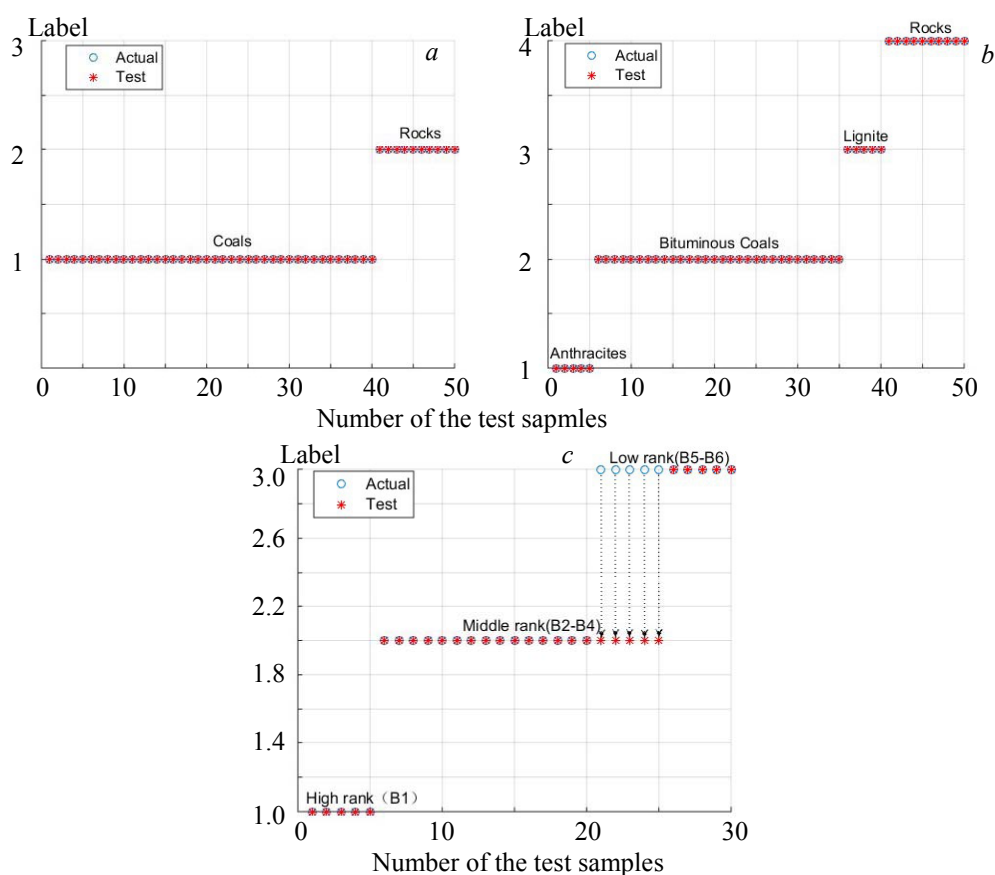 Label
3
Actual
Test
a
Rocks
2
Coals
1
0 10 20 30 40 50
Label
Rocks
4
Actual
Test
b
Lignite
3
Bituminous Coals
2
Anthracites
1
0 10 20 30 40 50
Number of the test sapmles
Label
c
Low rank(B5-B6)
3.0
Actual
Test
2.6
2.2
Middle rank(B2-B4)
1.8
1.4
High rank（B1）
1.0
10 20 30
Number of the test samples